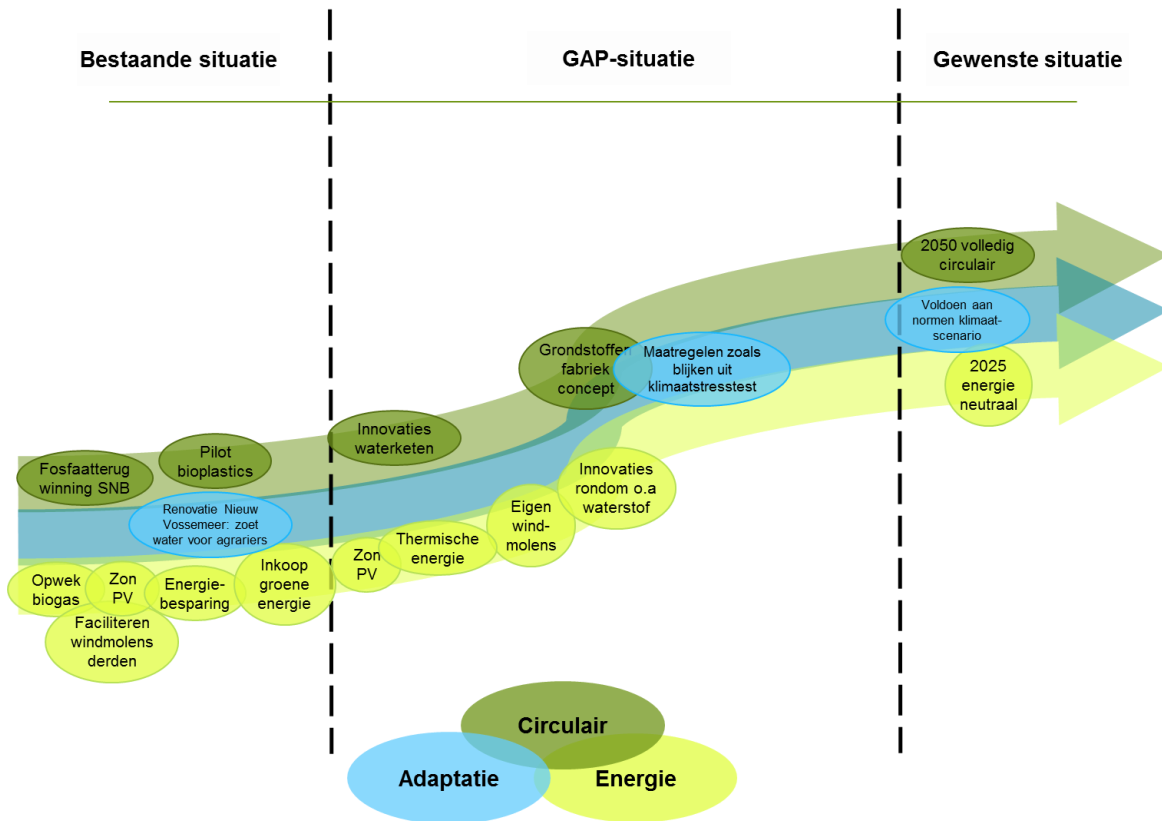 Bestaande situatie
GAP-situatie
Gewenste situatie
2050 volledig
circulair
Voldoen aan
normen klimaat-
scenario
2025
energie
neutraal
Grondstoffen
fabriek
concept
Maatregelen zoals
blijken uit
klimaatstresstest
Innovaties
waterketen
Pilot
bioplastics
Fosfaatterug
winning SNB
Renovatie Nieuw
Vossemeer: zoet
water voor agrariers
Innovaties
rondom o.a
waterstof
Eigen
wind-
molens
Thermische
energie
Zon
PV
Inkoop
groene
energie
Energie-
besparing
Zon
PV
Opwek
biogas
Faciliteren
windmolens
derden
Circulair
Adaptatie
Energie